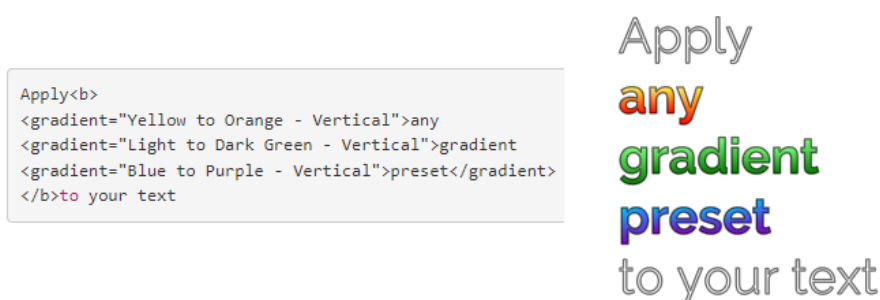 Apply<b>
<gradient="Yellow to Orange - Vertical">any
<gradient="Light to Dark Green - Vertical">gradient
<gradient="Blue to Purple - Vertical">preset</gradient>
</b>to your text
Apply
any
gradient
preset
to your text